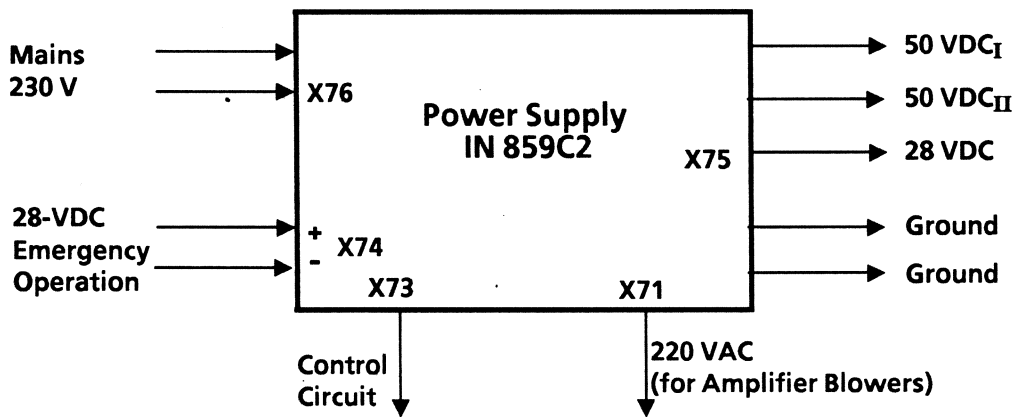 Mains
230 V
X76
28-VDC
Emergency
Operation
+
-
X74
X73
Power Supply
IN 859C2
X75
X71
50 VDCI
50 VDCII
28 VDC
Ground
Ground
Control
Circuit
220 VAC
(for Amplifier Blowers)